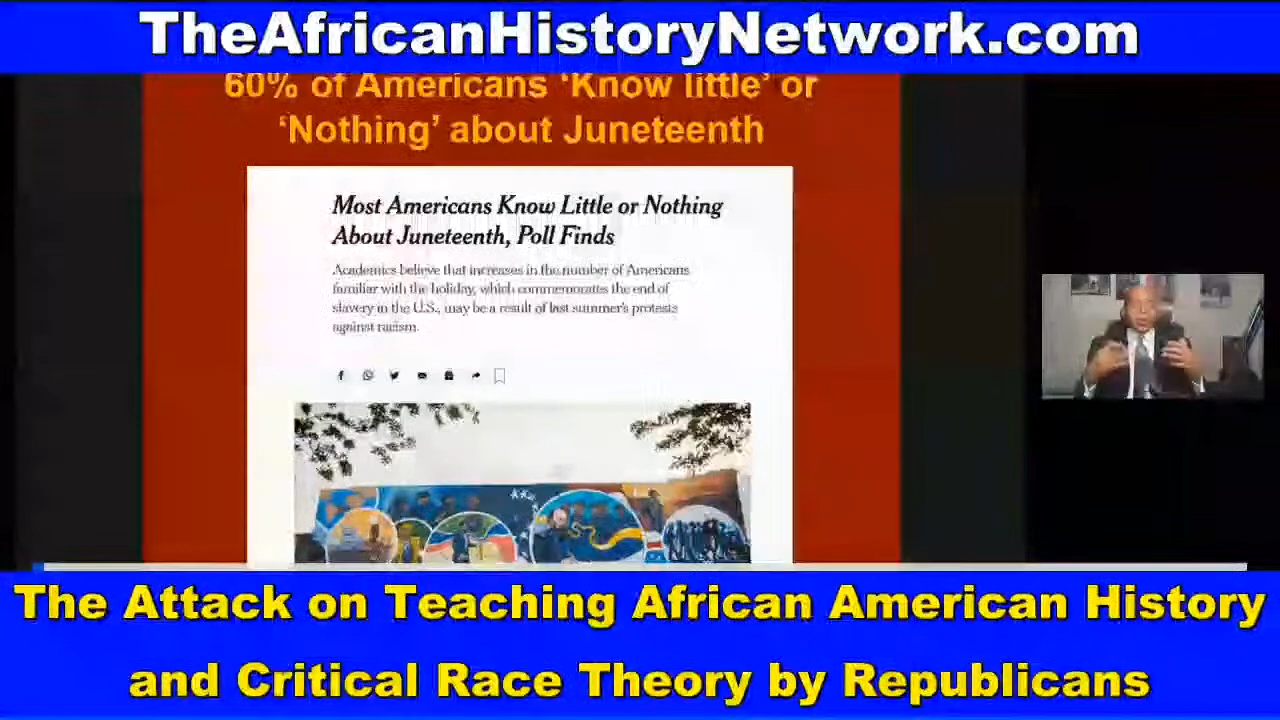 TheAfricanHistoryNetwork.com
60% of Americans ‘Know little’ or
‘Nothing’ about Juneteenth
Most Americans Know Little or Nothing
About Juneteenth, Poll Finds
Academics believe that increases in the number of Americans
familiar with the holiday, which commemorates the end of
slavery in the U.S., may be a result of last summer's protests
against racism.
The Attack on Teaching African American History
and Critical Race Theory by Republicans